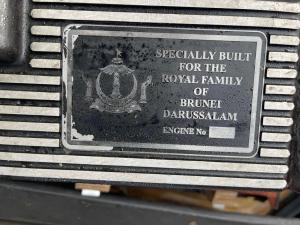 SPECIALLY BUILT
FOR THE
ROYAL FAMILY
OF
BRUNEI
DARUSSALAM
ENGINE No